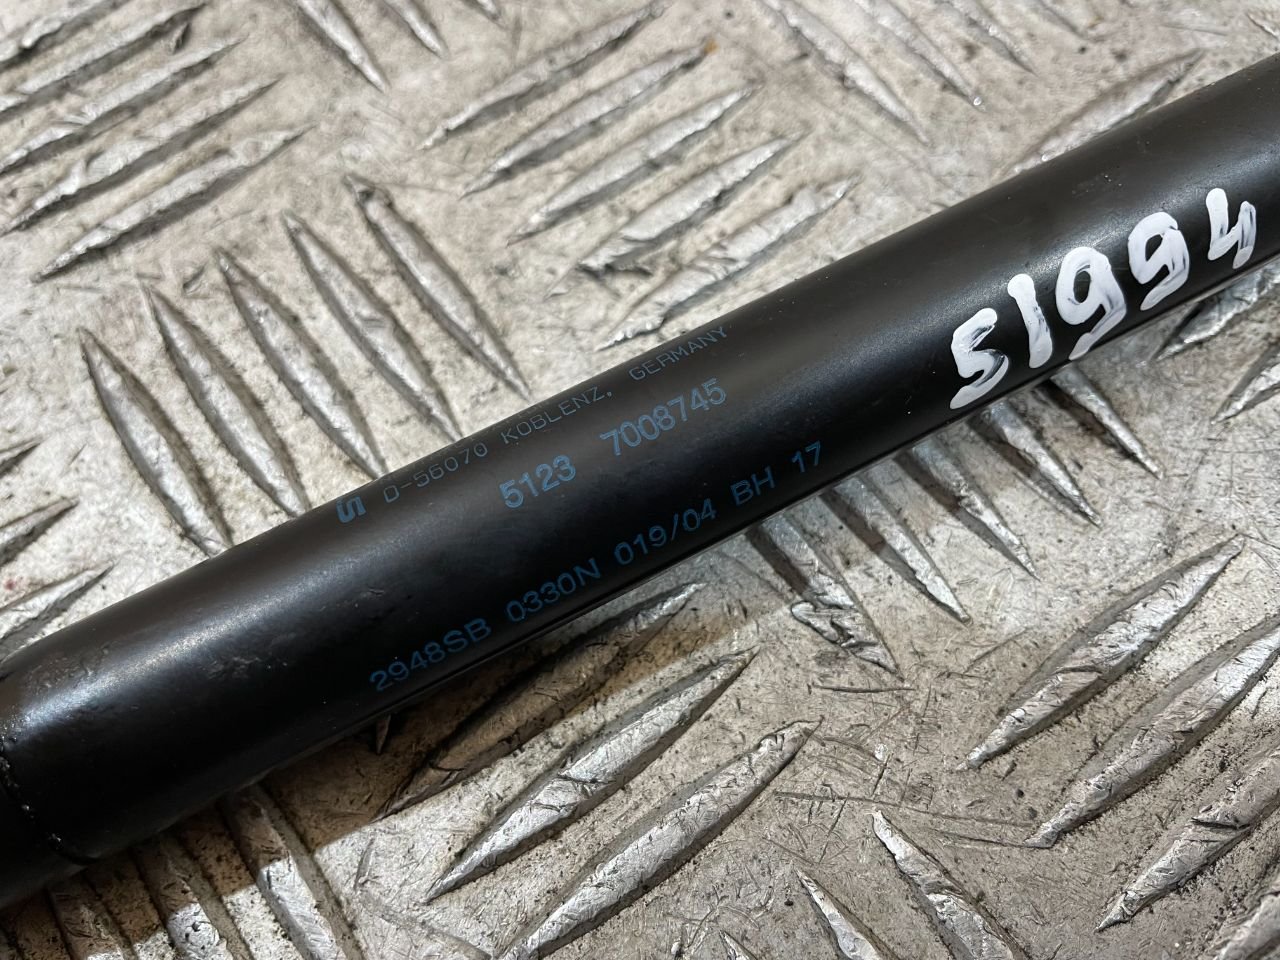 D-56070 KOBLENZ, GERMANY
5123 7008745
2948SB 0330N 019/04 BH 17
51994